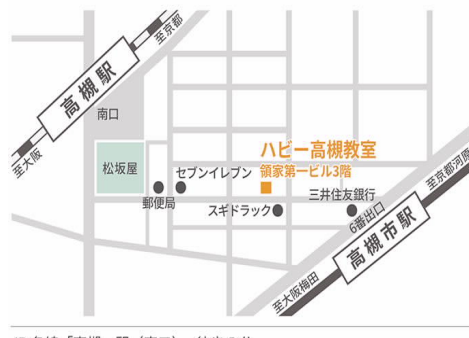 至京都
高槻駅
至大阪
南口
松坂屋
ハッピー高槻教室
領家第一ビル3階
セブンイレブン
郵便局
スギドラック
三井住友銀行
6番出口
至京都河原
高槻市駅
至大阪梅田